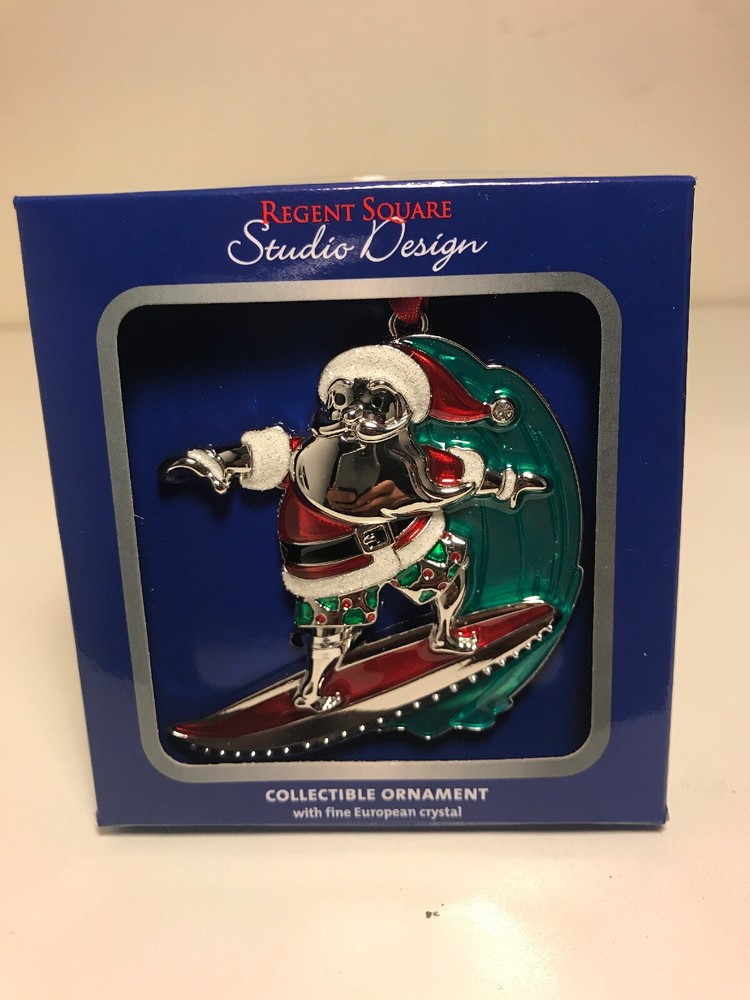 REGENT SQUARE
Studio Design
COLLECTIBLE ORNAMENT
with fine European crystal